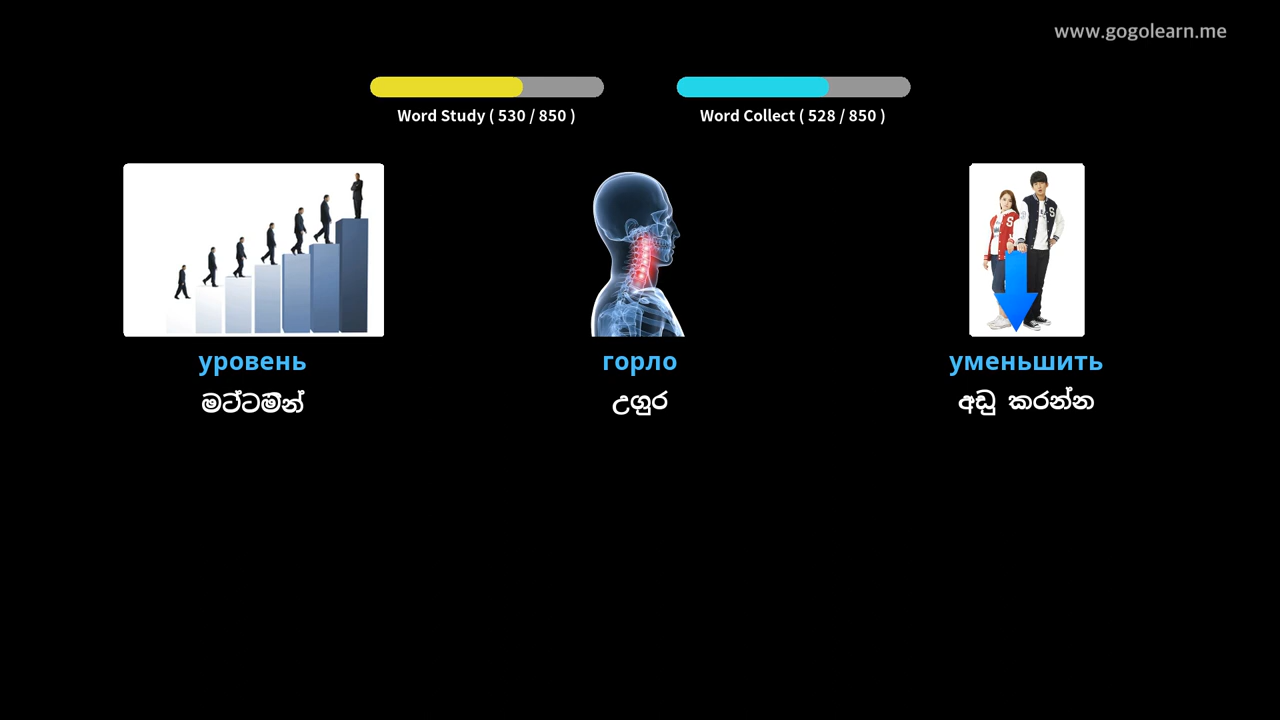 www.gogolearn.me
Word Study ( 530 / 850 )
Word Collect ( 528 / 850 )
уровень
горло
уменьшить
මට්ටමින්
උගුර
අඩු කරන්න